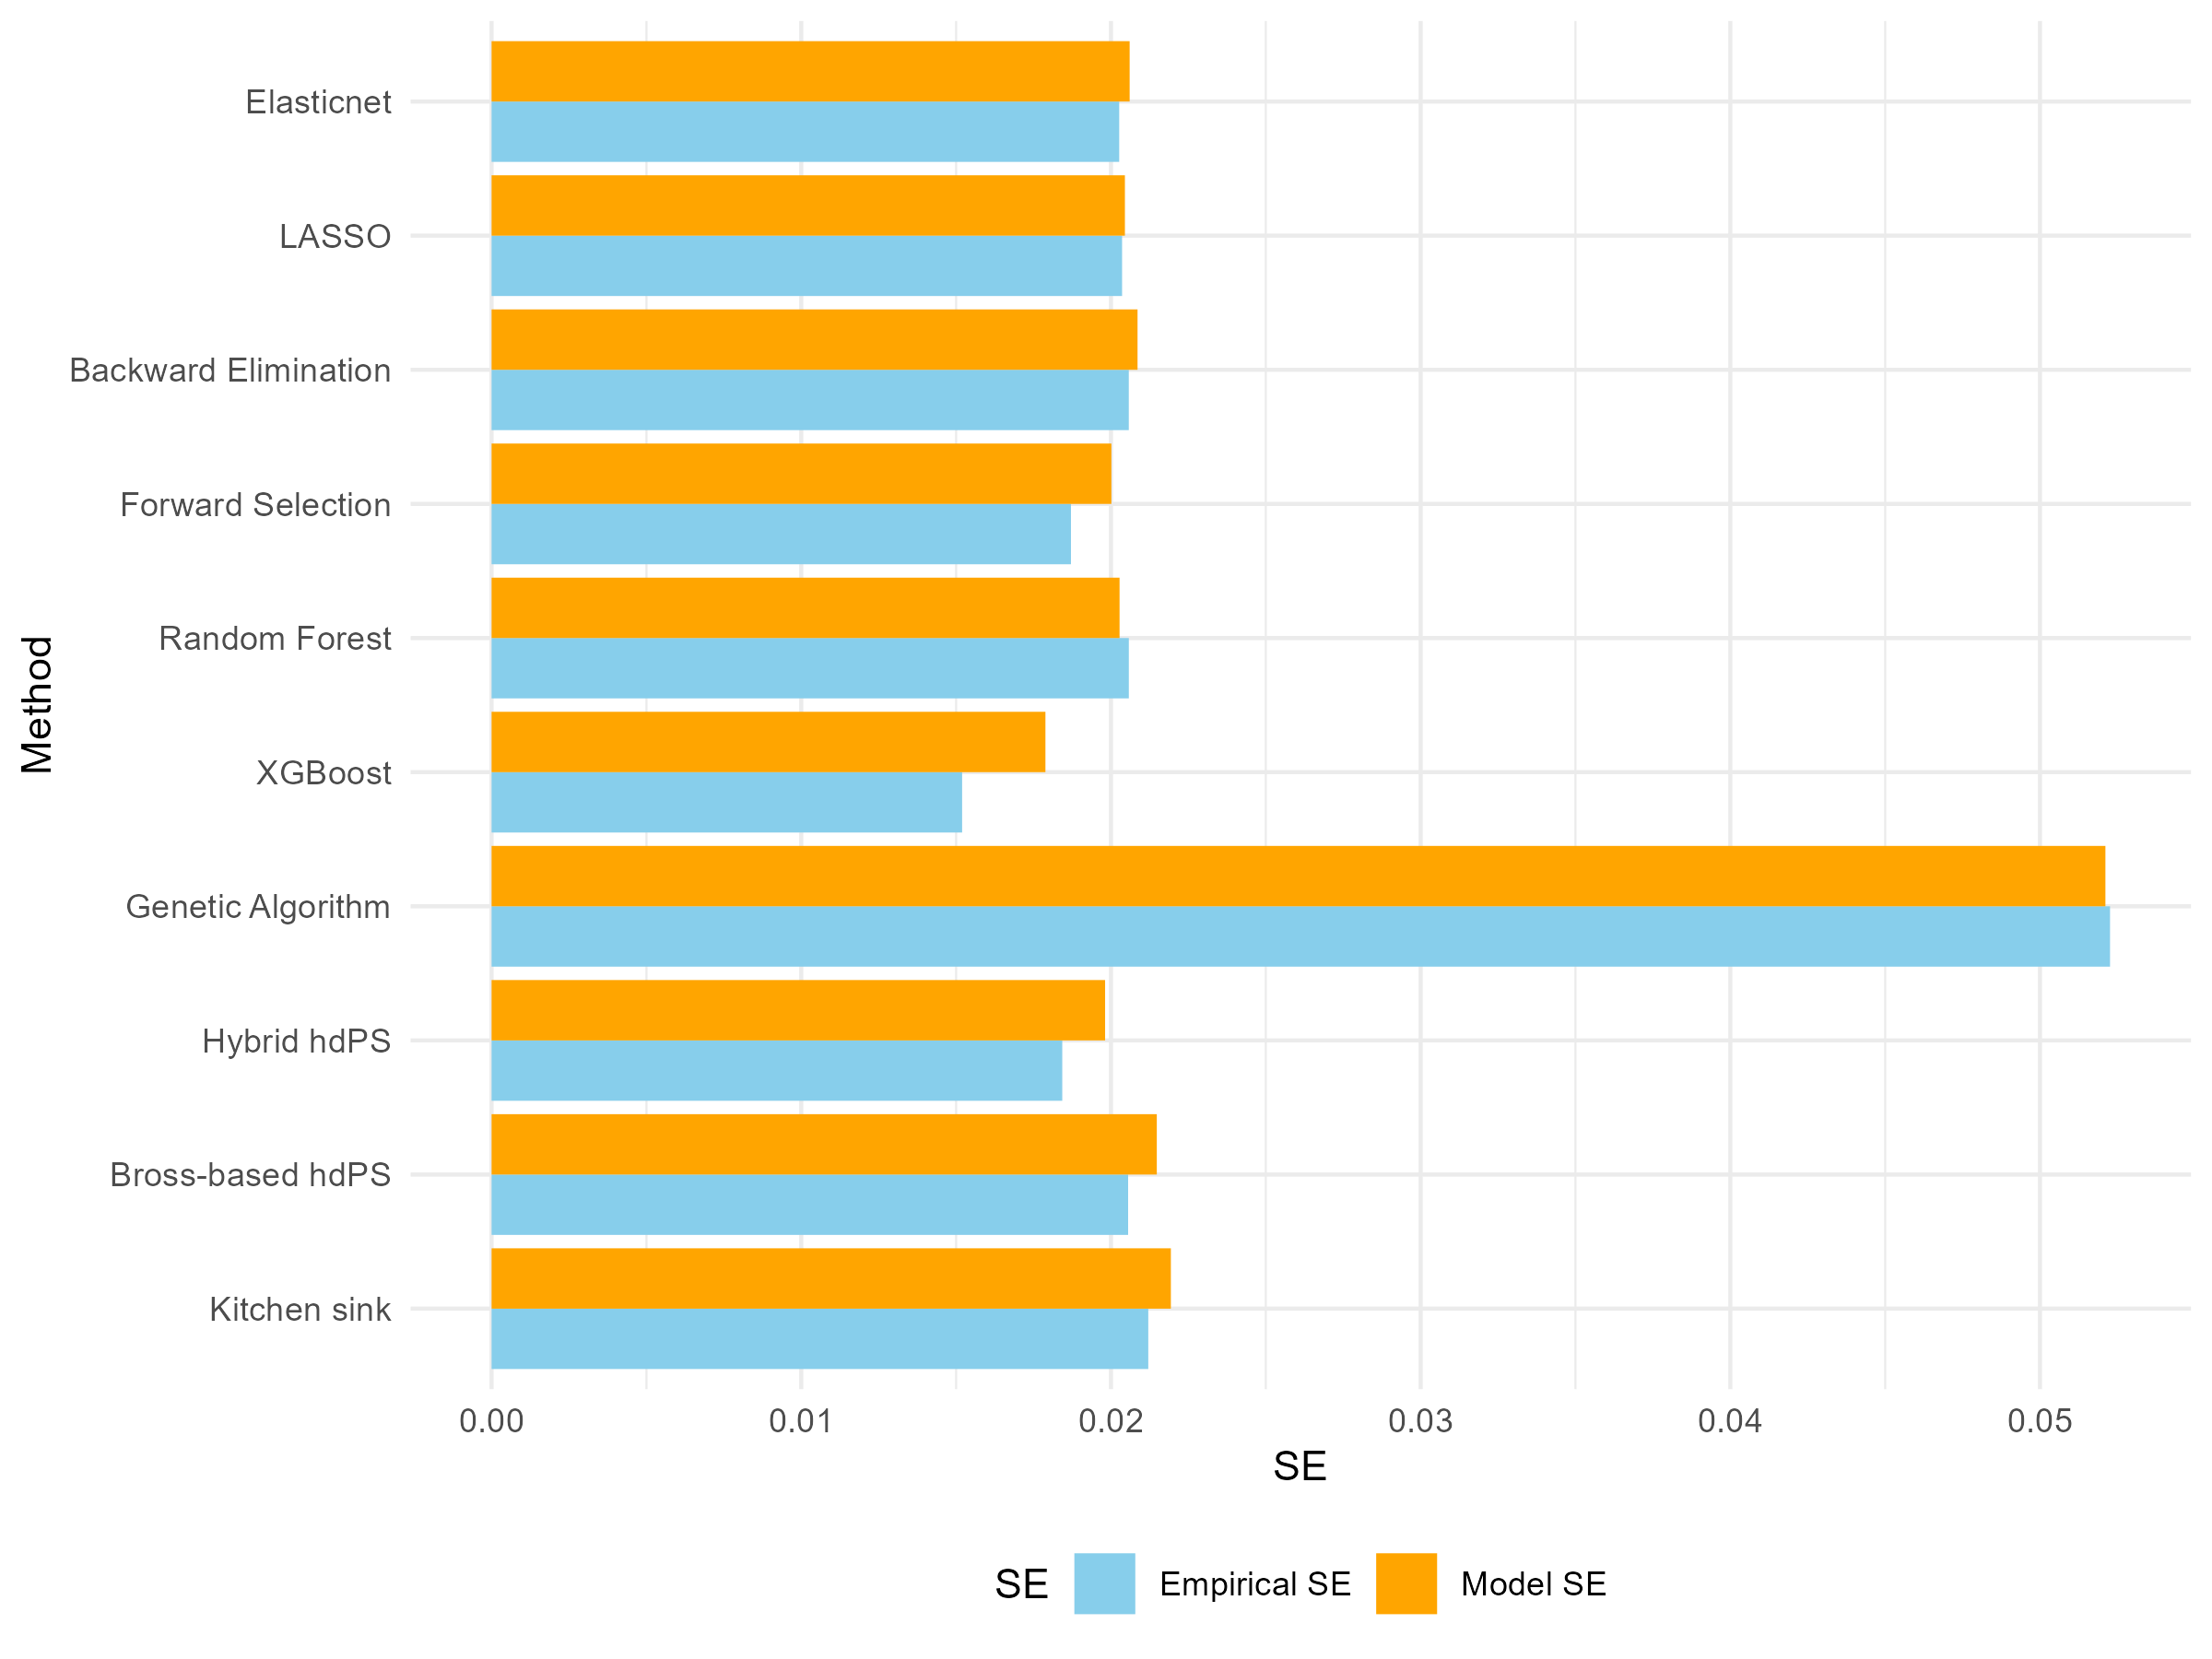 Method
Elasticnet
LASSO
Backward Elimination
Forward Selection
Random Forest
XGBoost
Genetic Algorithm
Hybrid hdPS
Bross-based hdPS
Kitchen sink
0.00 0.01 0.02 0.03 0.04 0.05
SE
SE Empirical SE Model SE